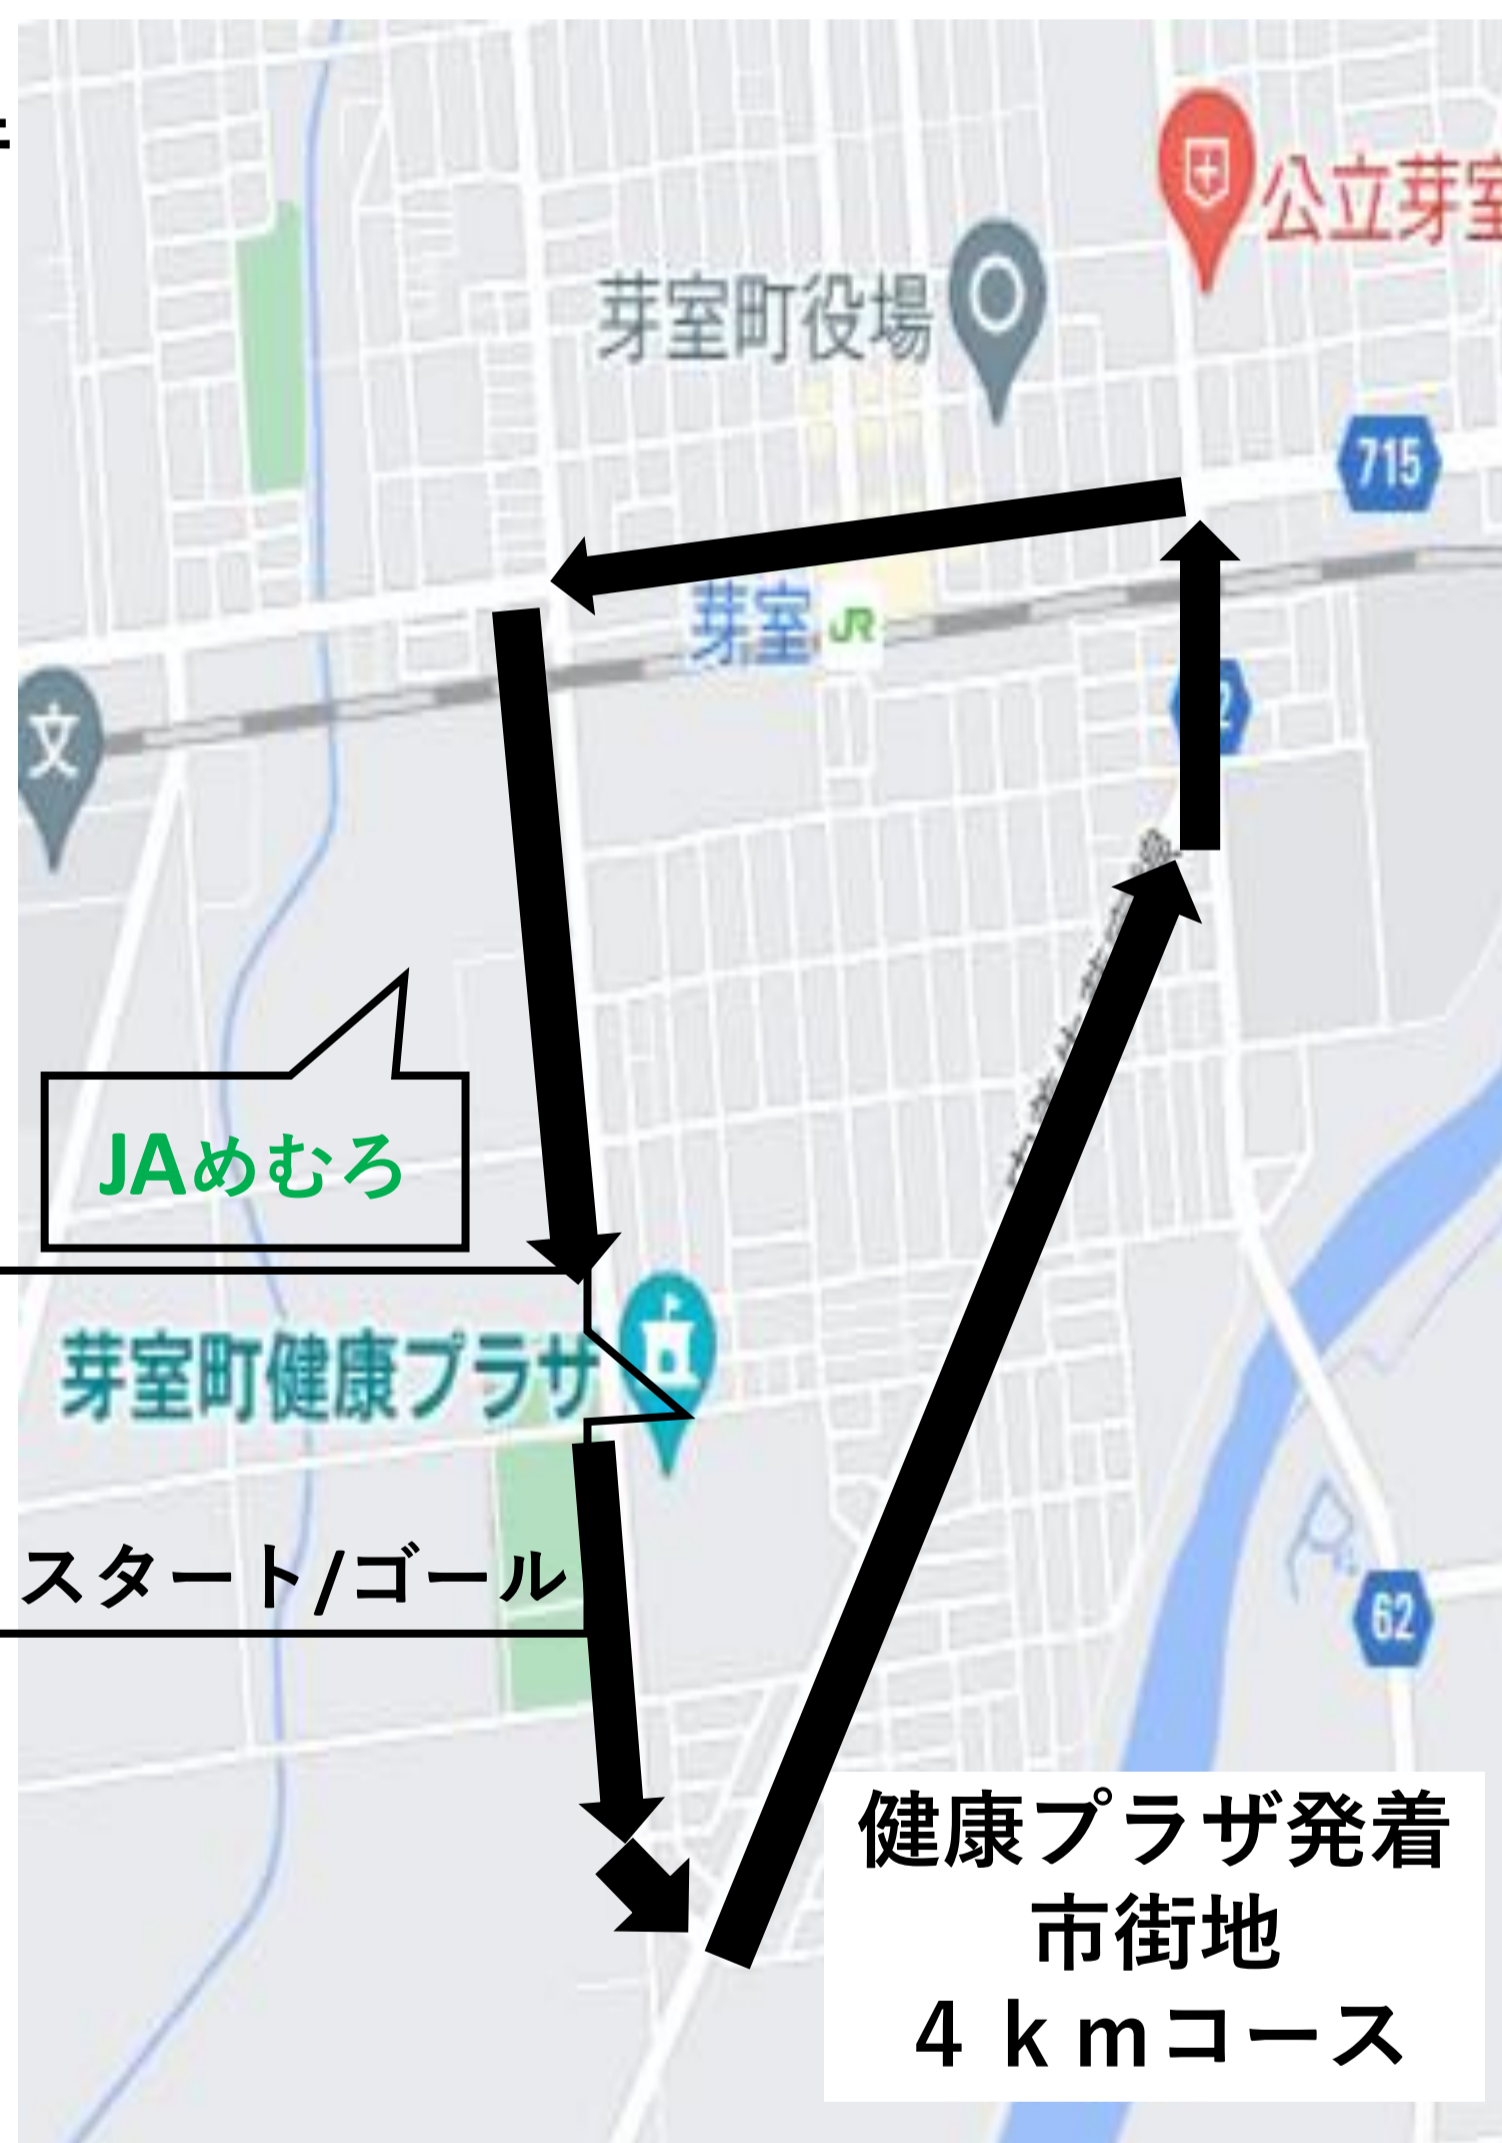 公立芽室
芽室町役場
715
芽室
JR
文
JAめむろ
芽室町健康プラザ
スタート/ゴール
62
健康プラザ発着
市街地
４ｋｍコース